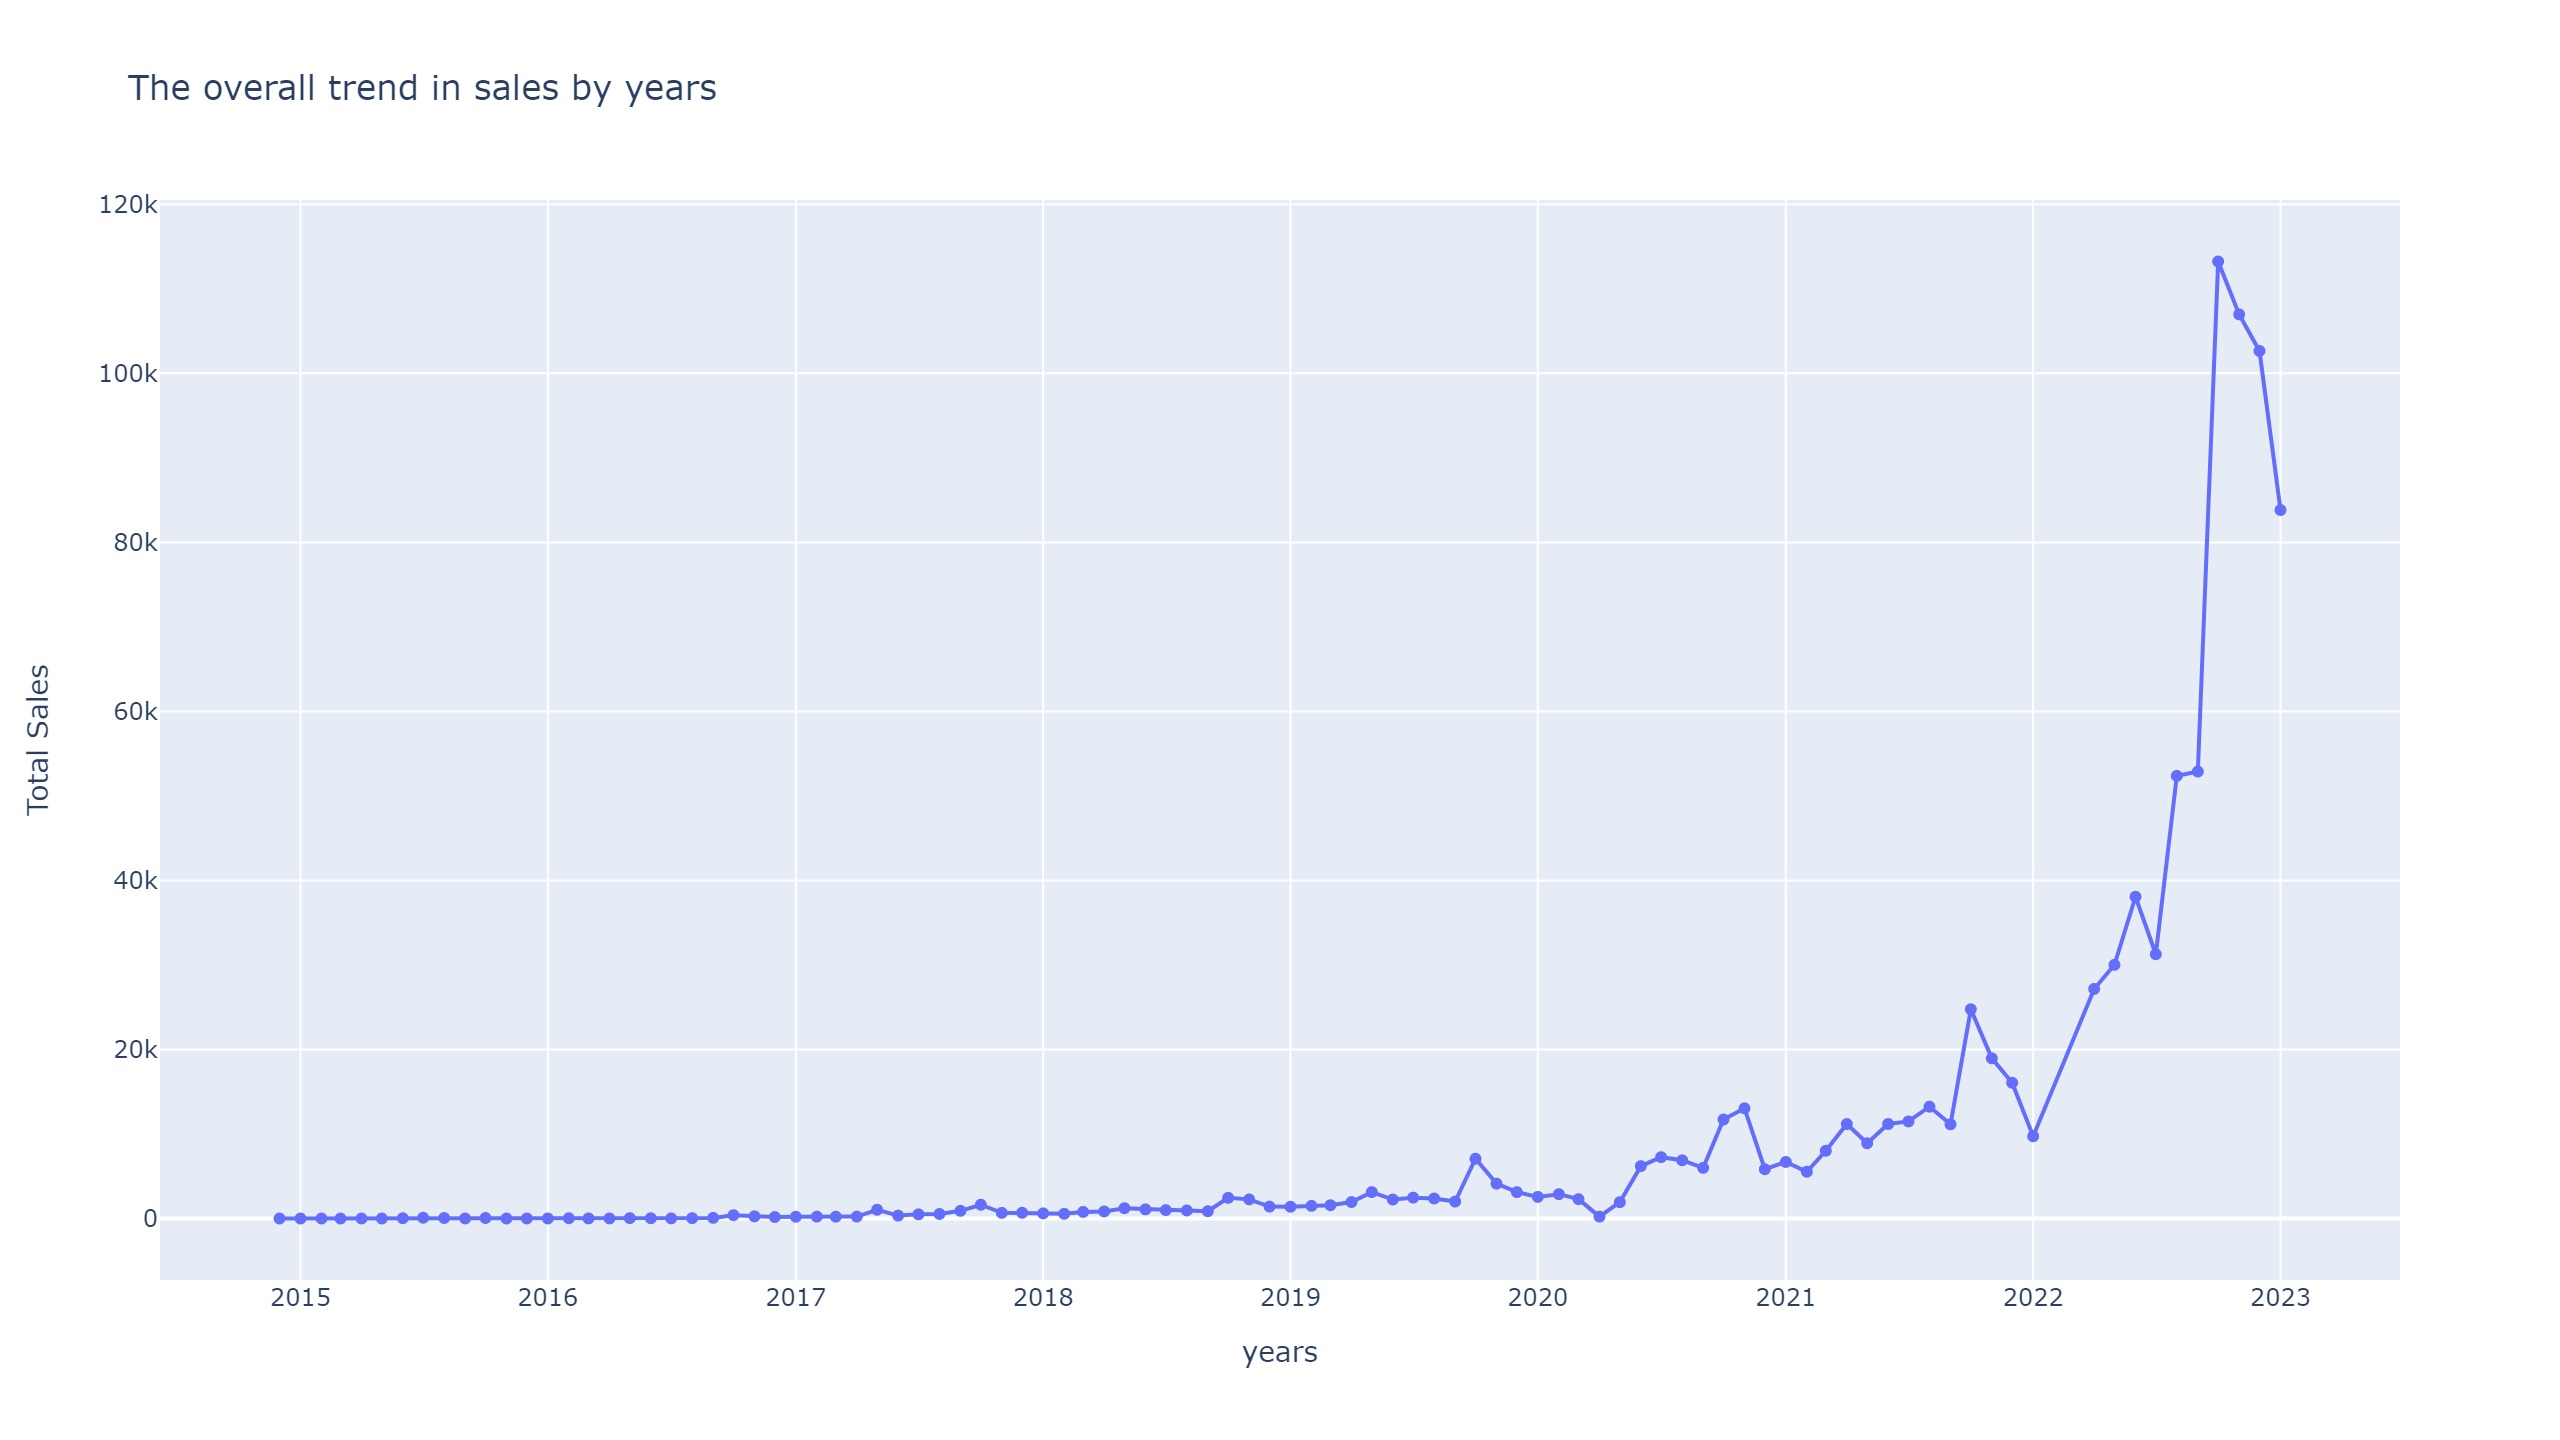 The overall trend in sales by years
120k
100k
80k
60k
40k
20k
0
Total Sales
2015 2016 2017 2018 2019 2020 2021 2022 2023
years